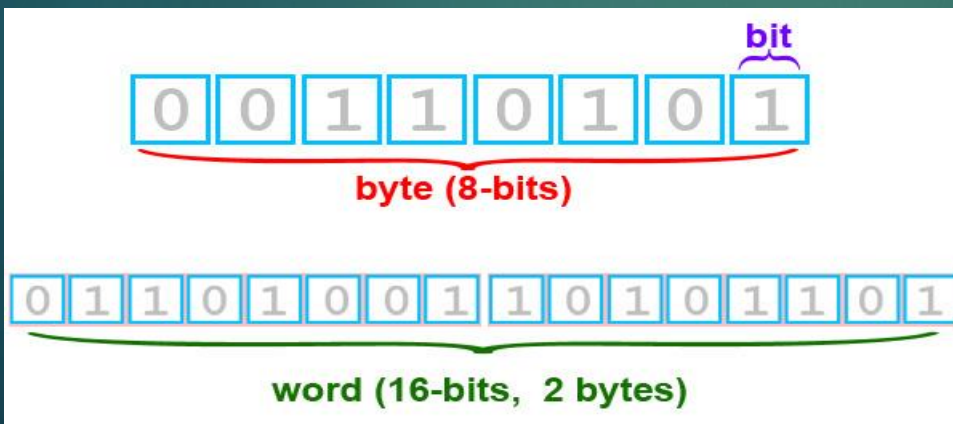 bit
0 0 1 1 0 1 0 1
byte (8-bits)
0 1 1 0 1 0 0 1 1 0 1 0 1 1 0 1
word (16-bits, 2 bytes)